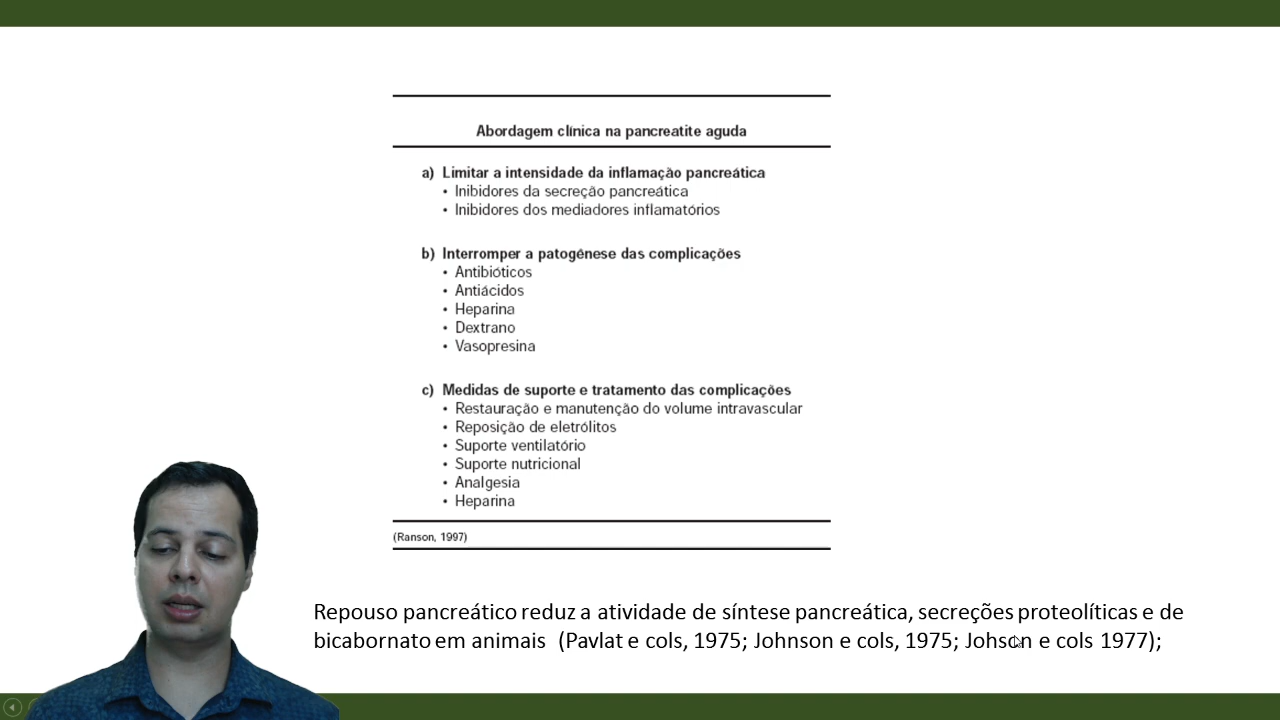 Abordagem clínica na pancreatite aguda
a) Limitar a intensidade da inflamação pancreática
• Inibidores da secreção pancreática
• Inibidores dos mediadores inflamatórios
b) Interromper a patogênese das complicações
• Antibióticos
• Antiácidos
• Heparina
• Dextrano
• Vasopresina
c) Medidas de suporte e tratamento das complicações
• Restauração e manutenção do volume intravascular
• Reposição de eletrólitos
• Suporte ventilatório
• Suporte nutricional
• Analgesia
• Heparina
(Ranson, 1997)
Repouso pancreático reduz a atividade de síntese pancreática, secreções proteolíticas e de
bicabornato em animais (Pavlat e cols, 1975; Johnson e cols, 1975; Johson e cols 1977);